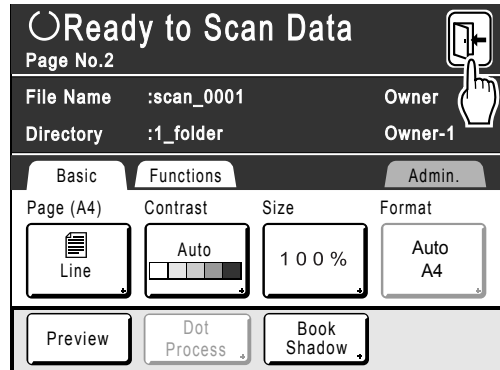 Ready to Scan Data
Page No.2
File Name :scan_0001 Owner
Directory :1_folder Owner-1
Basic Functions Admin.
Page (A4) Contrast Size Format
Line Auto 100% Auto
A4
Preview Dot
Process Book
Shadow